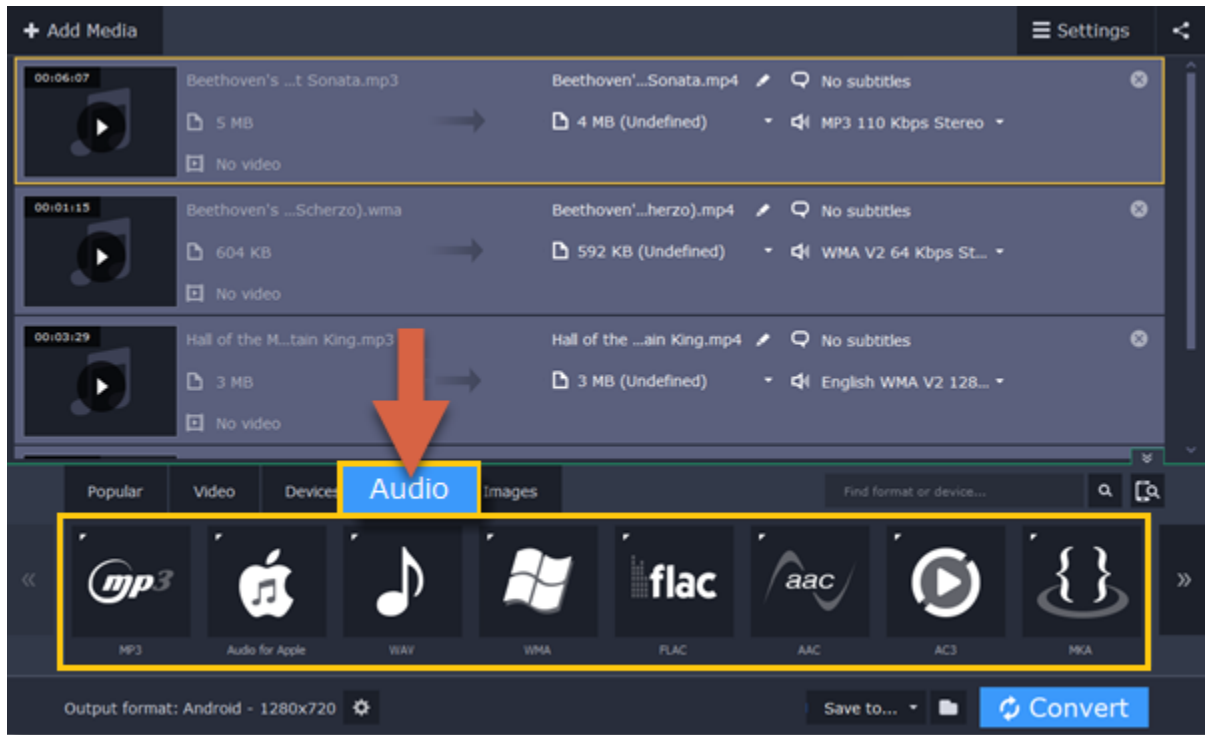 Add Media
Settings
00:06:07
Beethoven's ...t Sonata.mp3
Beethoven'...Sonata.mp4
No subtitles
5 MB
4 MB (Undefined)
MP3 110 Kbps Stereo
No video
00:01:15
Beethoven's ...Scherzo).wma
Beethoven'...herzo).mp4
No subtitles
604 KB
592 KB (Undefined)
WMA V2 64 Kbps St...
No video
00:03:29
Hall of the M...tain King.mp3
Hall of the ...ain King.mp4
No subtitles
3 MB
3 MB (Undefined)
English WMA V2 128...
No video
Popular
Video
Devices
Audio
Images
Find format or device...
mp3
flac
aac
MP3
Audio for Apple
WAV
WMA
FLAC
AAC
AC3
MKA
Output format: Android - 1280x720
Save to...
Convert